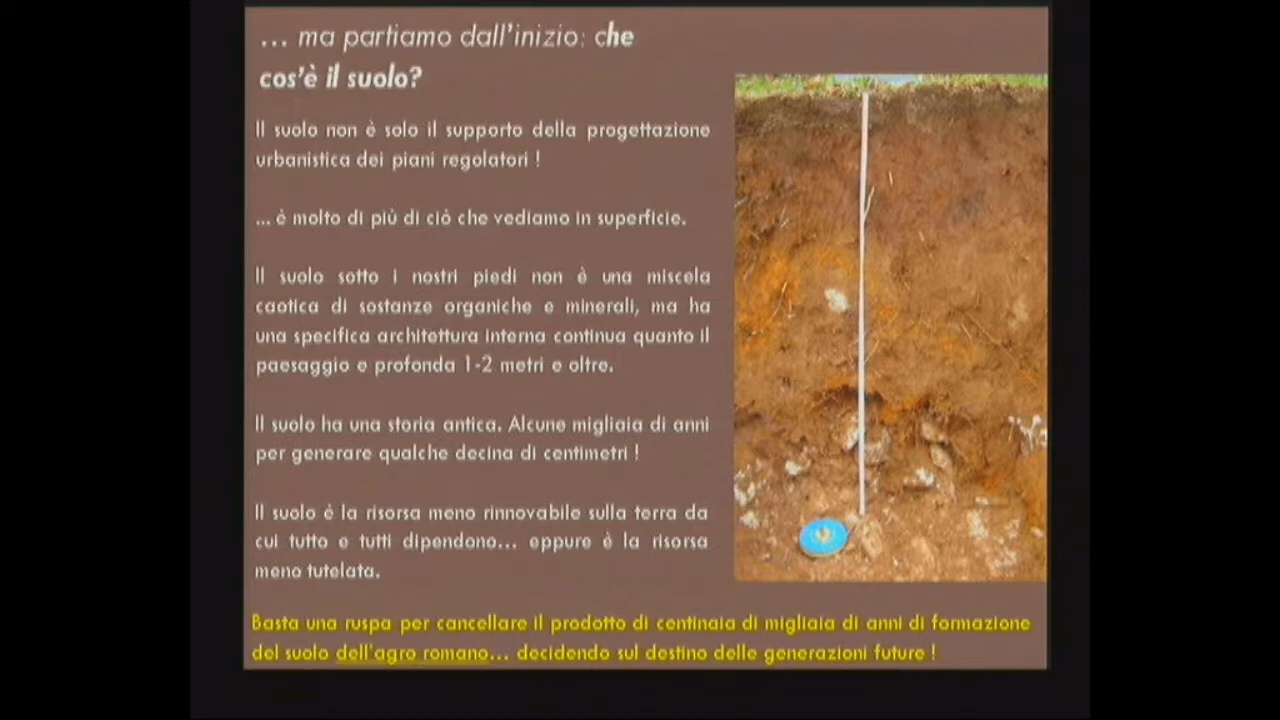 ... ma partiamo dall'inizio: che
cos'è il suolo?
Il suolo non è solo il supporto della progettazione
urbanistica dei piani regolatori !
... è molto di più di ciò che vediamo in superficie.
Il suolo sotto i nostri piedi non è una miscela
caotica di sostanze organiche e minerali, ma ha
una specifica architettura interna continua quanto il
paesaggio e profonda 1-2 metri e oltre.
Il suolo ha una storia antica. Alcune migliaia di anni
per generare qualche decina di centimetri !
Il suolo è la risorsa meno rinnovabile sulla terra da
cui tutto e tutti dipendono... eppure è la risorsa
meno tutelata.
Basta una ruspa per cancellare il prodotto di centinaia di migliaia di anni di formazione
del suolo dell'agro romano... decidendo sul destino delle generazioni future !